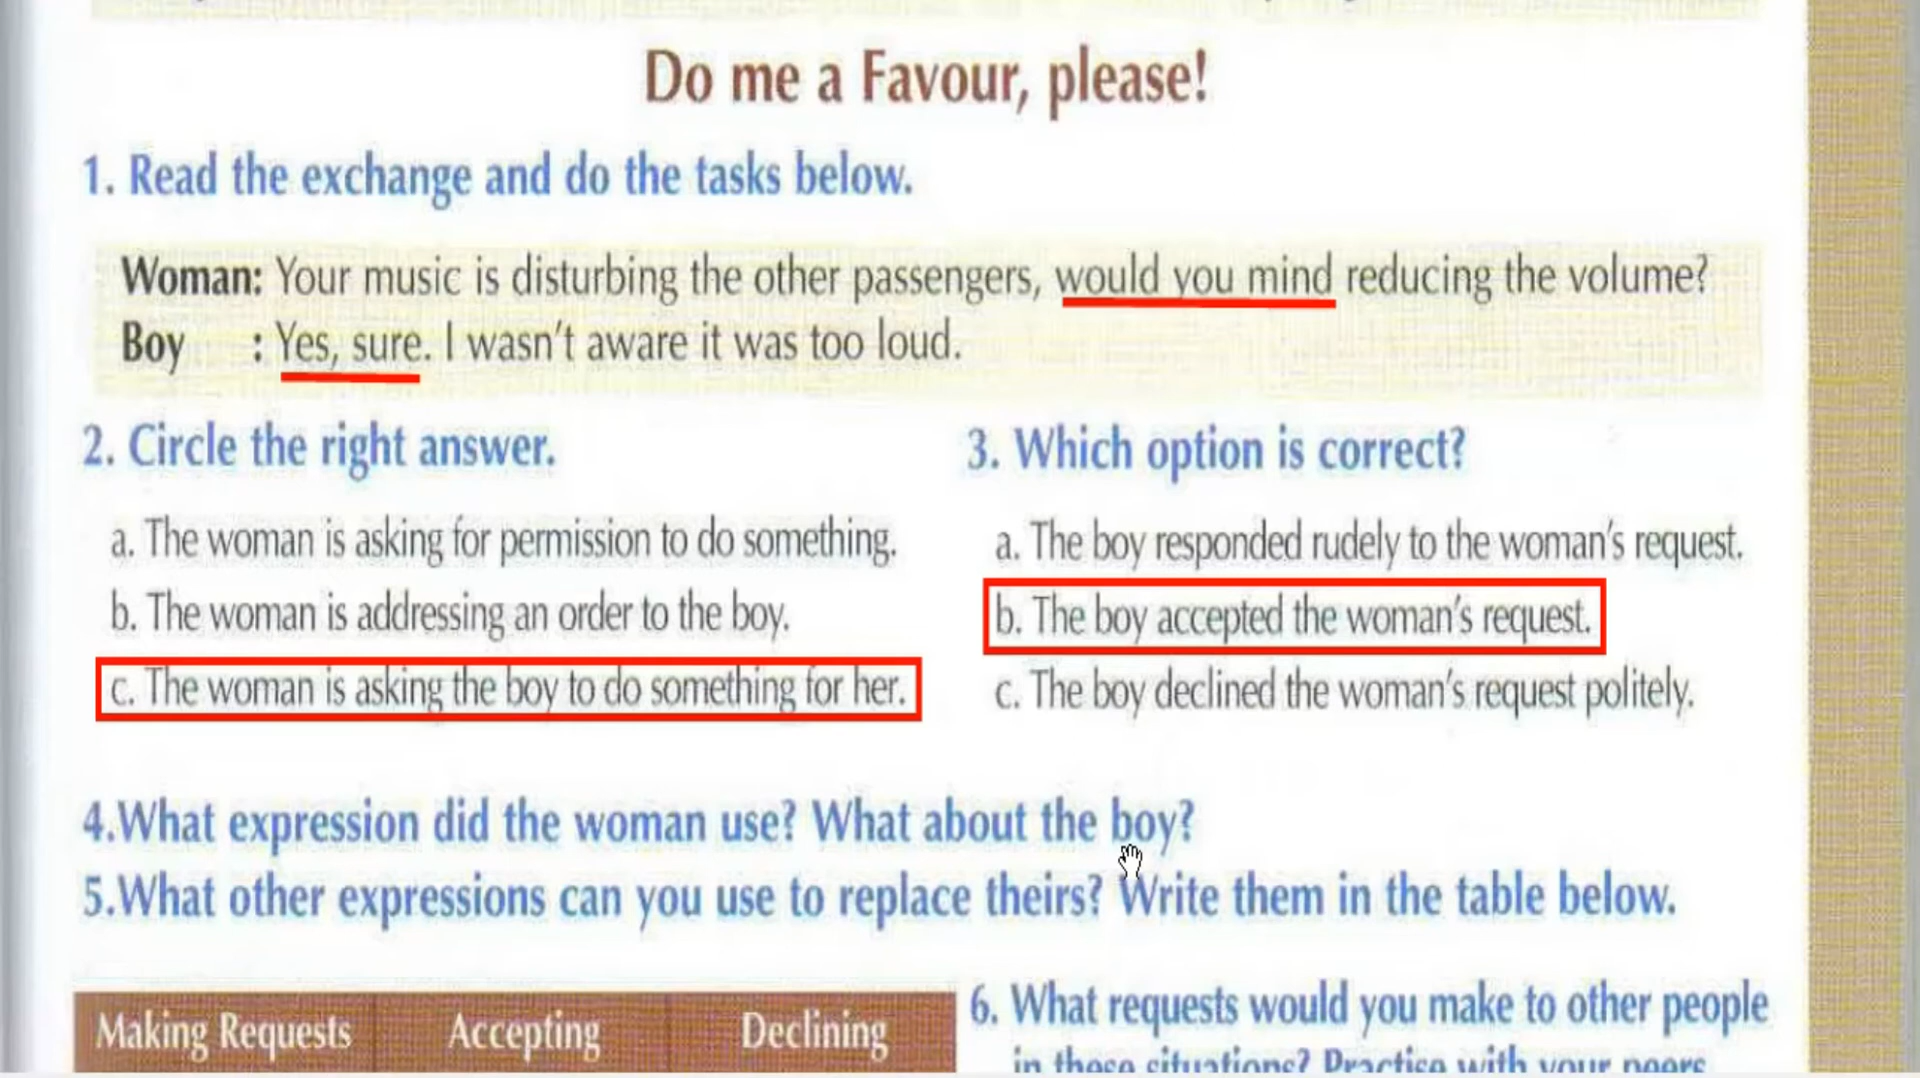 Do me a Favour, please!
1. Read the exchange and do the tasks below.
Woman: Your music is disturbing the other passengers, would you mind reducing the volume?
Boy : Yes, sure. I wasn't aware it was too loud.
2. Circle the right answer.
a. The woman is asking for permission to do something.
b. The woman is addressing an order to the boy.
c. The woman is asking the boy to do something for her.
3. Which option is correct?
a. The boy responded rudely to the woman's request.
b. The boy accepted the woman's request.
c. The boy declined the woman's request politely.
4.What expression did the woman use? What about the boy?
5.What other expressions can you use to replace theirs? Write them in the table below.
Making Requests Accepting Declining
6. What requests would you make to other people
in these situations? Practise with your peers